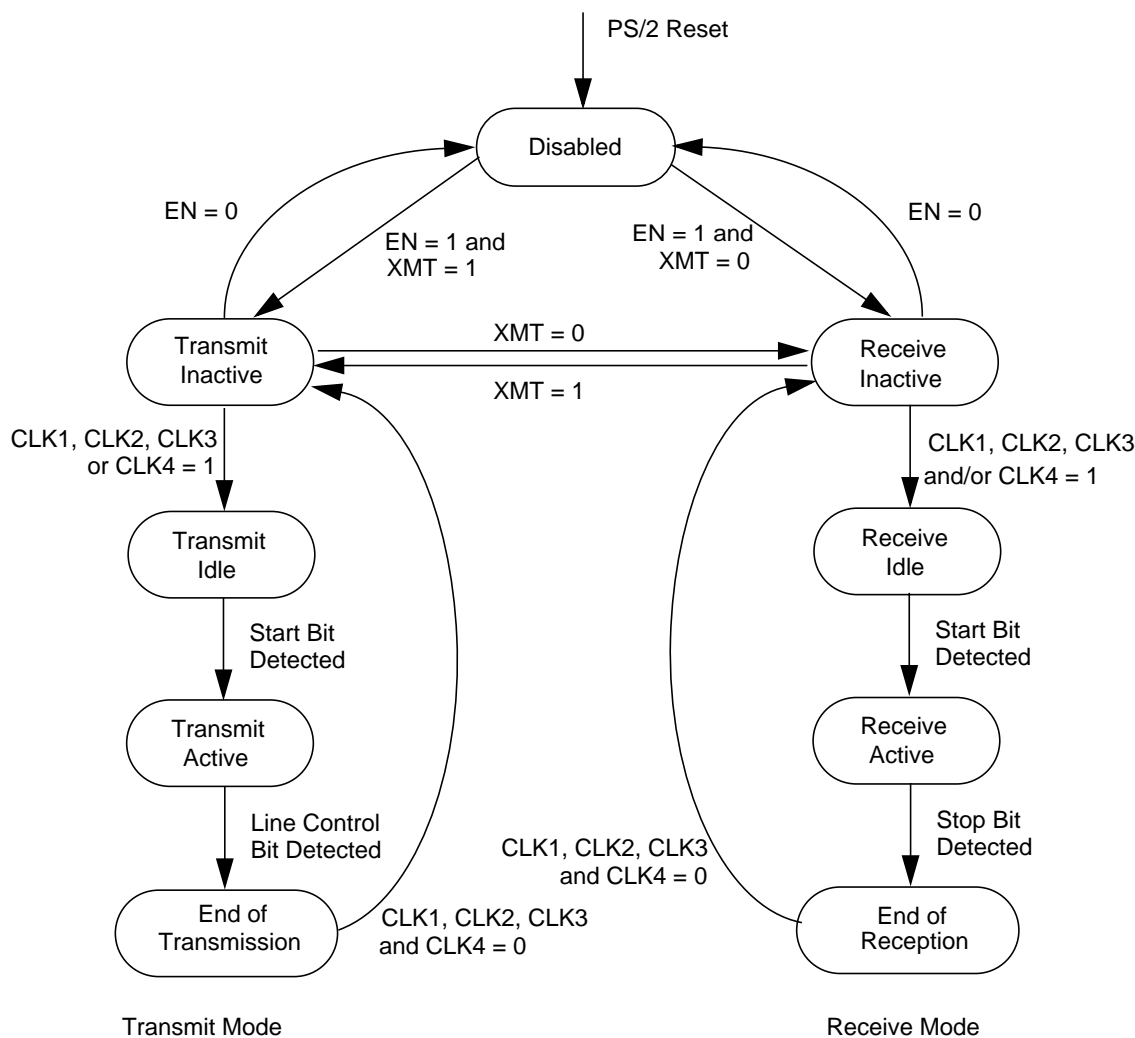 PS/2 Reset
Disabled
EN = 0
EN = 0
EN = 1 and
XMT = 1
EN = 1 and
XMT = 0
Transmit
Inactive
XMT = 0
XMT = 1
Receive
Inactive
CLK1, CLK2, CLK3
or CLK4 = 1
CLK1, CLK2, CLK3
and/or CLK4 = 1
Transmit
Idle
Receive
Idle
Start Bit
Detected
Start Bit
Detected
Transmit
Active
Receive
Active
Line Control
Bit Detected
Stop Bit
Detected
CLK1, CLK2, CLK3
and CLK4 = 0
End of
Transmission
CLK1, CLK2, CLK3
and CLK4 = 0
End of
Reception
Transmit Mode
Receive Mode